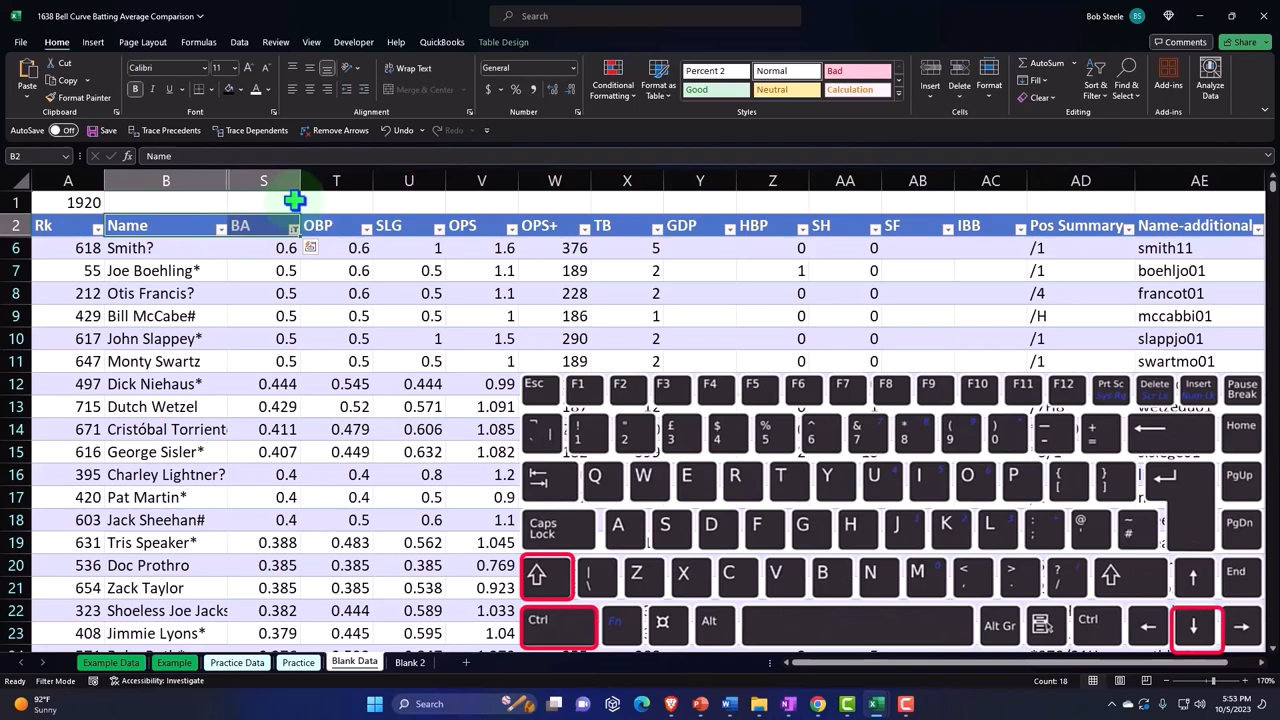 1638 Bell Curve Batting Average Comparison
Search
Bob Steele BS
File Home Insert Page Layout Formulas Data Review View Developer Help QuickBooks Table Design Comments Share
Paste Cut Copy Format Painter Clipboard
Calibri 11 B I U Font
Wrap Text Merge & Center Alignment
General $ % Number
Conditional Formatting Format as Table
Percent 2 Normal Bad
Good Neutral Calculation
Styles
Insert Delete Format Cells
AutoSum Fill Clear Sort & Filter Find & Select Editing
Add-ins Add-ins
Analyze Data
AutoSave Off Save Trace Precedents Trace Dependents Remove Arrows Undo Redo
B2 fx Name
A B S T U V W X Y Z AA AB AC AD AE
1 1920
2 Rk Name BA OBP SLG OPS OPS+ TB GDP HBP SH SF IBB Pos Summary Name-additional
6 618 Smith? 0.6 0.6 1 1.6 376 5 0 0 /1 smith11
7 55 Joe Boehling* 0.5 0.6 0.5 1.1 189 2 1 0 0 /1 boehljo01
8 212 Otis Francis? 0.5 0.6 0.5 1.1 228 2 0 0 /4 francot01
9 429 Bill McCabe# 0.5 0.5 0.5 1 186 1 0 0 /H mccabbi01
10 617 John Slappey* 0.5 0.5 1 1.5 290 2 0 0 /1 slappjo01
11 647 Monty Swartz 0.5 0.5 0.5 1 189 2 0 0 /1 swartmo01
12 497 Dick Niehaus* 0.444 0.545 0.444 0.99
13 715 Dutch Wetzel 0.429 0.52 0.571 1.091
14 671 Cristóbal Torrient 0.411 0.479 0.606 1.085
15 616 George Sisler* 0.407 0.449 0.632 1.082
16 395 Charley Lightner? 0.4 0.4 0.8 1.2
17 420 Pat Martin* 0.4 0.4 0.5 0.9
18 603 Jack Sheehan# 0.4 0.5 0.6 1.1
19 631 Tris Speaker* 0.388 0.483 0.562 1.045
20 536 Doc Prothro 0.385 0.385 0.385 0.769
21 654 Zack Taylor 0.385 0.385 0.538 0.923
22 323 Shoeless Joe Jacks 0.382 0.444 0.589 1.033
23 408 Jimmie Lyons* 0.379 0.445 0.595 1.04
Esc F1 F2 F3 F4 F5 F6 F7 F8 F9 F10 F11 F12 Prt Sc Sys Rq Delete Scr Lx Insert Num Lk Pause Break
¬ ` | ! 1 " 2 £ 3 $ 4 % 5 ^ 6 & 7 * 8 ( 9 ) 0 _ - + = Home
Q W E R T Y U I O P { [ } ] PgUp
Caps Lock A S D F G H J K L : ; @ ' ~ # PgDn
| \ Z X C V B N M < , > . ? / End
Ctrl Fn Alt Alt Gr Ctrl
Example Data Example Practice Data Practice Blank Data Blank 2
Ready Filter Mode Accessibility: Investigate Count: 18 170%
92°F
Sunny
Search
5:53 PM
10/5/2023